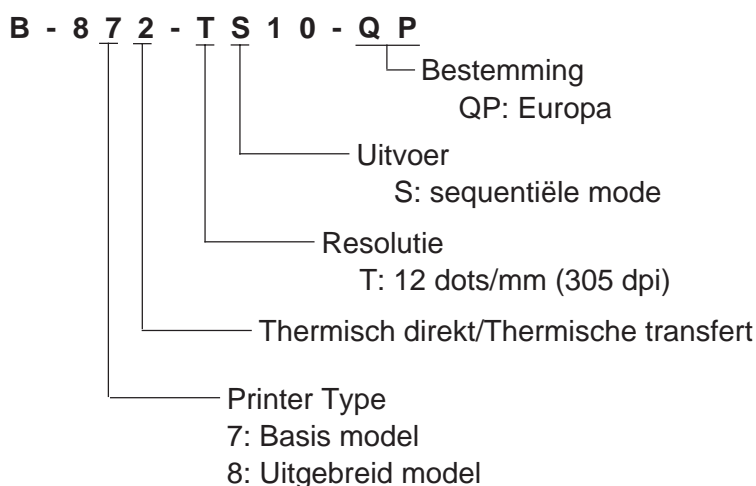 B - 8 7 2 - T S 1 0 - Q P
Bestemming
QP: Europa
Uitvoer
S: sequentiële mode
Resolutie
T: 12 dots/mm (305 dpi)
Thermisch direkt/Thermische transfert
Printer Type
7: Basis model
8: Uitgebreid model